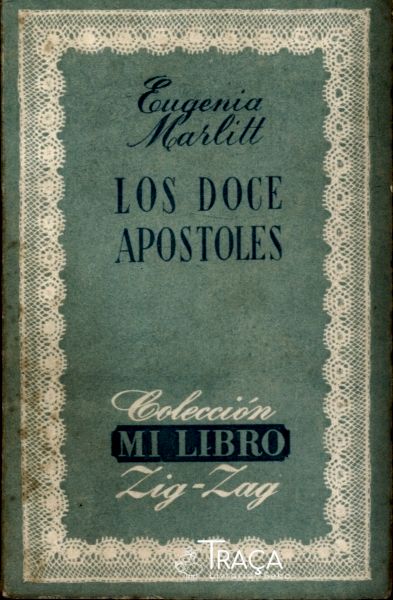 Eugenia
Marlitt
LOS DOCE
APOSTOLES
Colección
MI LIBRO
Zig-Zag
TRAÇA